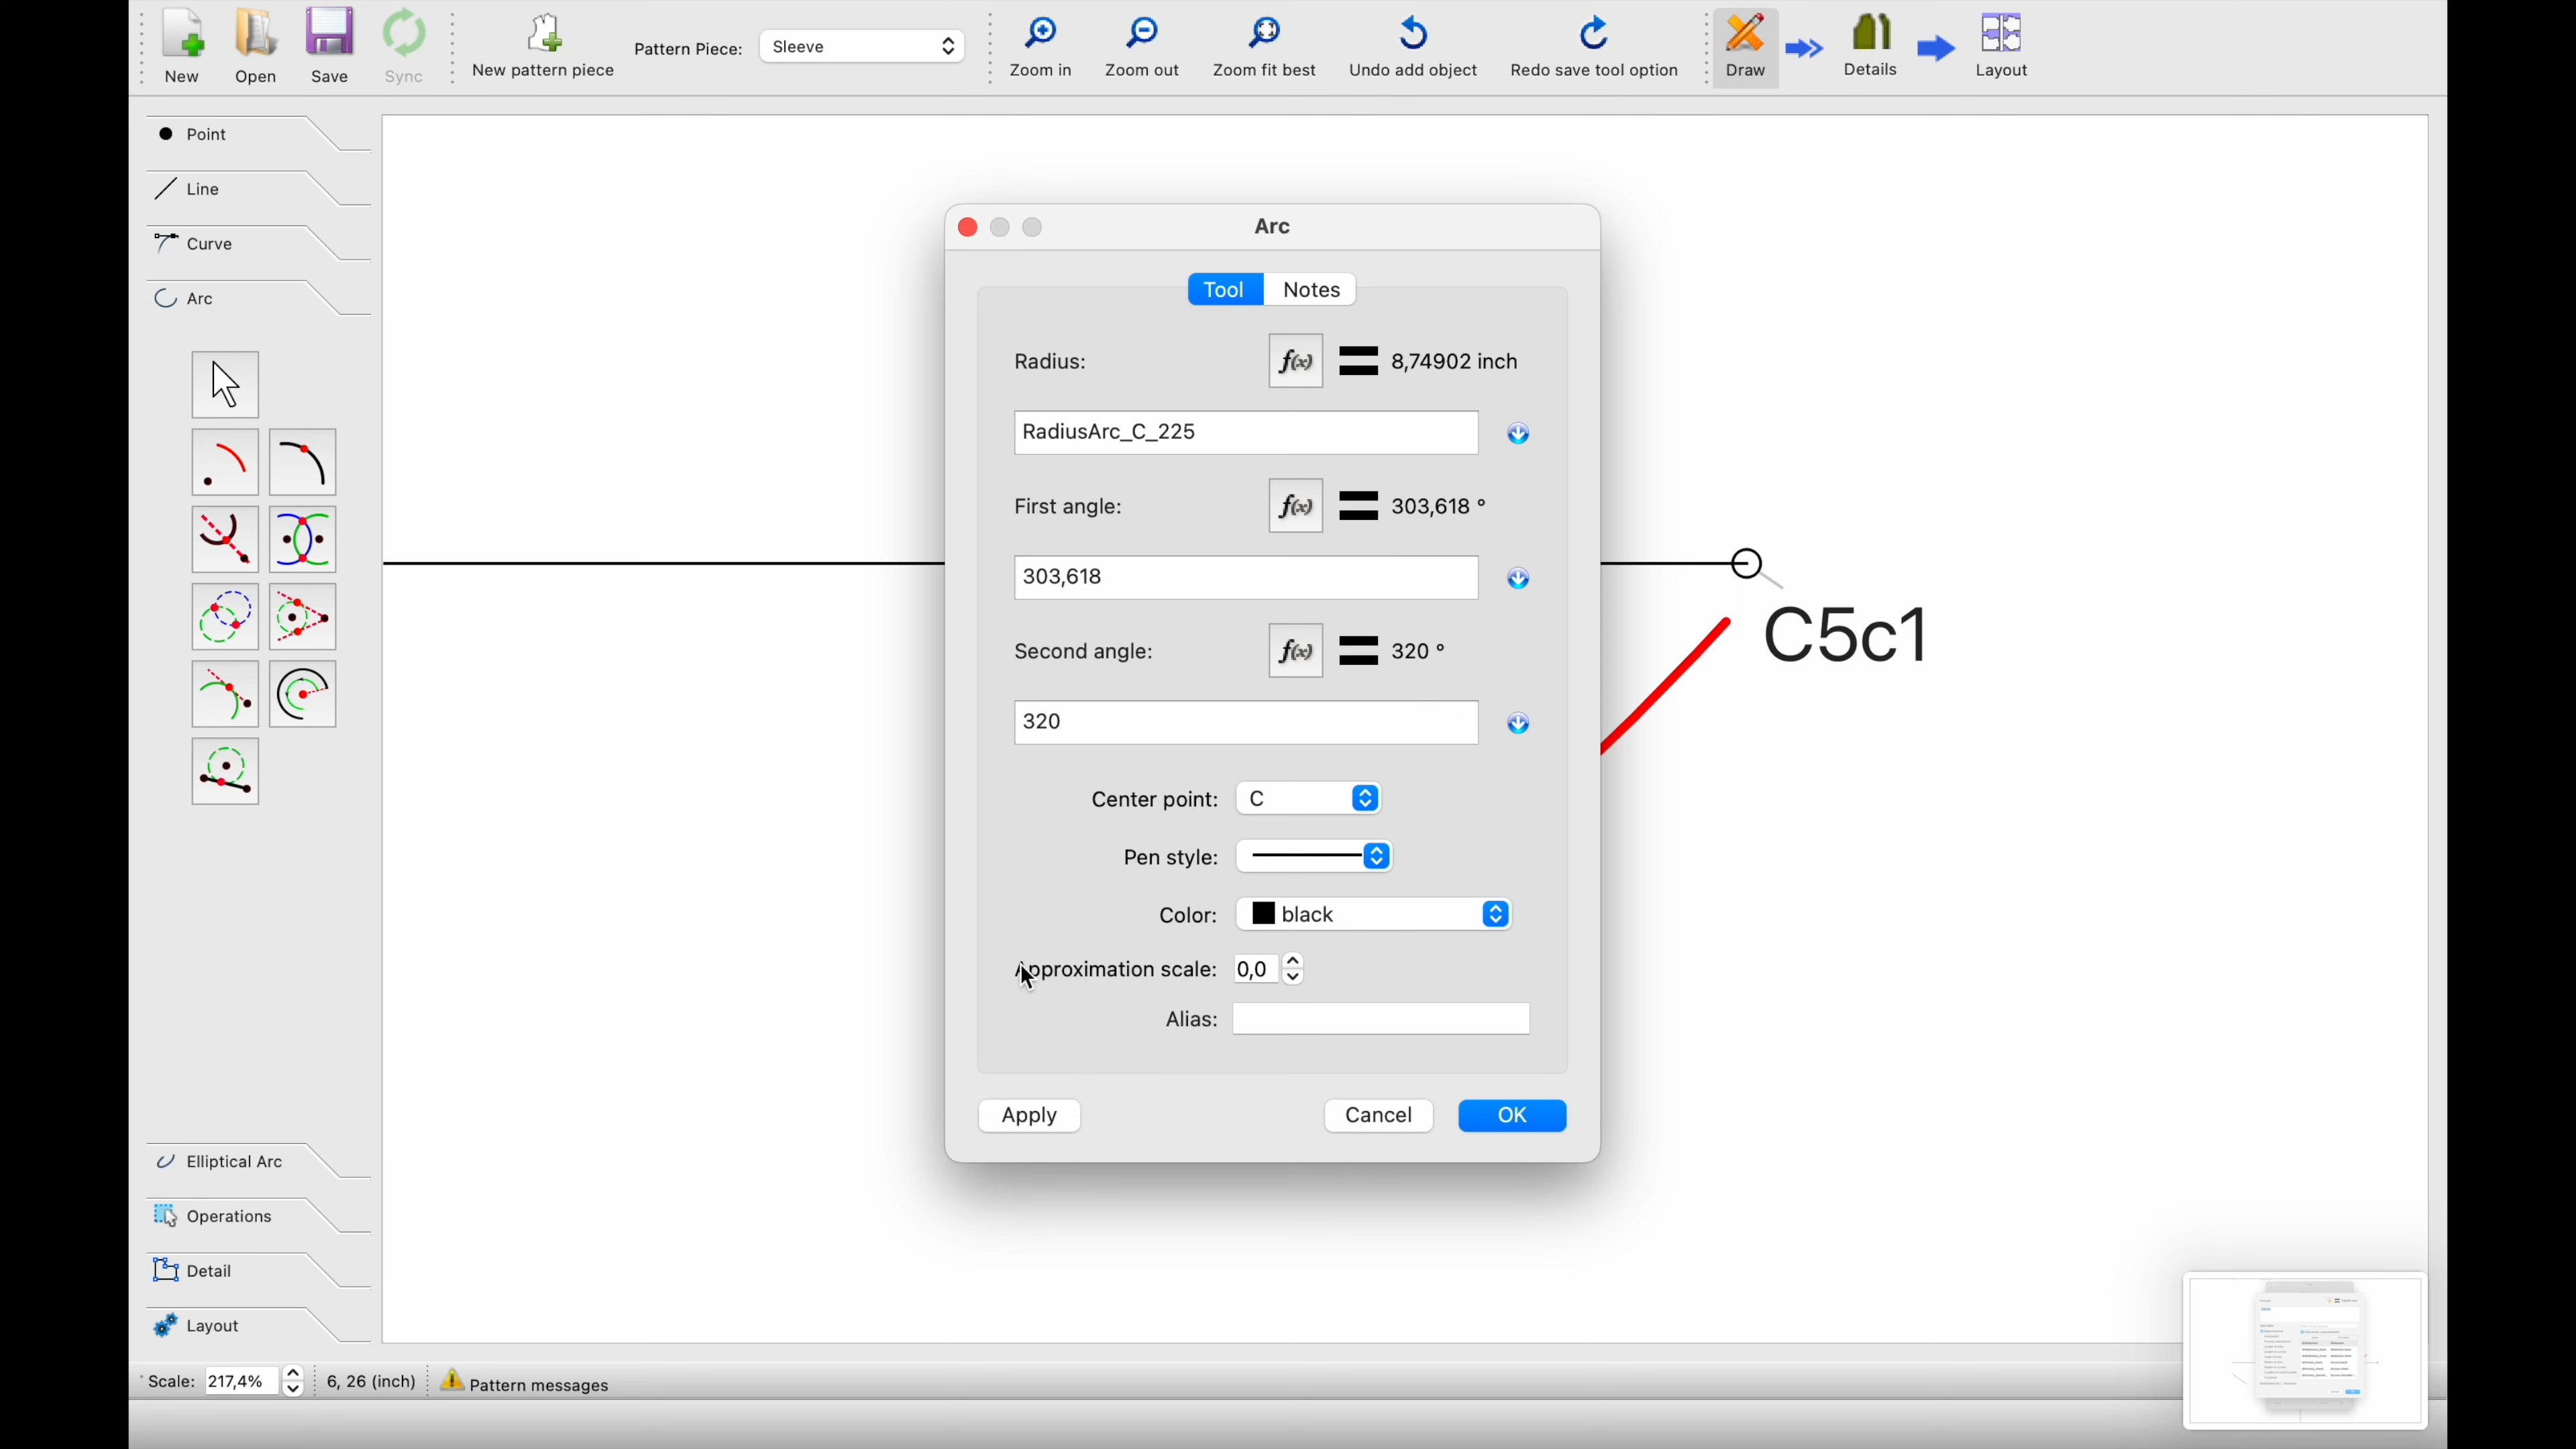 New
Open
Save
Sync
New pattern piece
Pattern Piece: Sleeve
Zoom in
Zoom out
Zoom fit best
Undo add object
Redo save tool option
Draw
Details
Layout
Point
Line
Curve
Arc
Elliptical Arc
Operations
Detail
Layout
Arc
Tool
Notes
Radius: f(x) 8,74902 inch
RadiusArc_C_225
First angle: f(x) 303,618 °
303,618
Second angle: f(x) 320 °
320
Center point: C
Pen style:
Color: black
Approximation scale: 0,0
Alias:
Apply
Cancel
OK
C5c1
Scale: 217,4%
6, 26 (inch)
Pattern messages